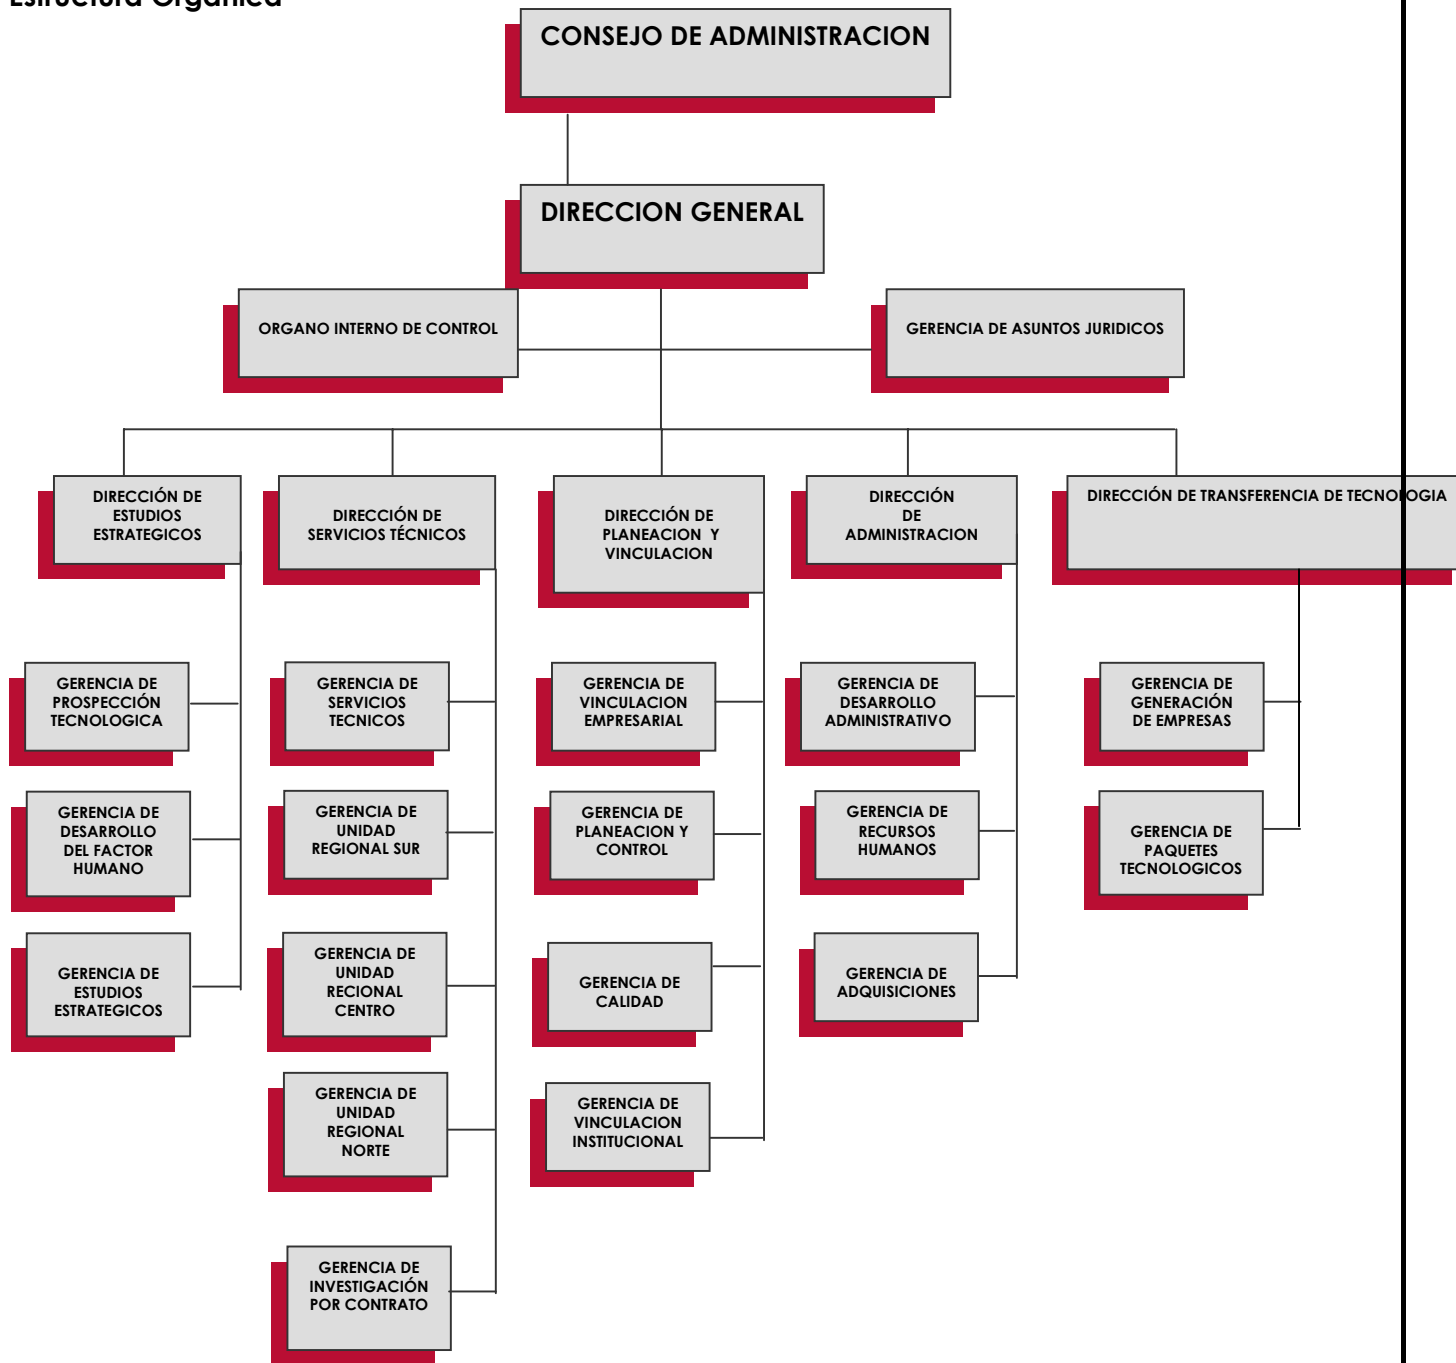 Estructura Orgánica
CONSEJO DE ADMINISTRACION
DIRECCION GENERAL
ORGANO INTERNO DE CONTROL
GERENCIA DE ASUNTOS JURIDICOS
DIRECCIÓN DE
ESTUDIOS
ESTRATEGICOS
DIRECCIÓN DE
SERVICIOS TÉCNICOS
DIRECCIÓN DE
PLANEACION Y
VINCULACION
DIRECCIÓN
DE
ADMINISTRACION
DIRECCIÓN DE TRANSFERENCIA DE TECNOLOGIA
GERENCIA DE
PROSPECCIÓN
TECNOLOGICA
GERENCIA DE
SERVICIOS
TECNICOS
GERENCIA DE
VINCULACION
EMPRESARIAL
GERENCIA DE
DESARROLLO
ADMINISTRATIVO
GERENCIA DE
GENERACIÓN
DE EMPRESAS
GERENCIA DE
DESARROLLO
DEL FACTOR
HUMANO
GERENCIA DE
UNIDAD
REGIONAL SUR
GERENCIA DE
PLANEACION Y
CONTROL
GERENCIA DE
RECURSOS
HUMANOS
GERENCIA DE
PAQUETES
TECNOLOGICOS
GERENCIA DE
ESTUDIOS
ESTRATEGICOS
GERENCIA DE
UNIDAD
RECIONAL
CENTRO
GERENCIA DE
CALIDAD
GERENCIA DE
ADQUISICIONES
GERENCIA DE
UNIDAD
REGIONAL
NORTE
GERENCIA DE
VINCULACION
INSTITUCIONAL
GERENCIA DE
INVESTIGACIÓN
POR CONTRATO